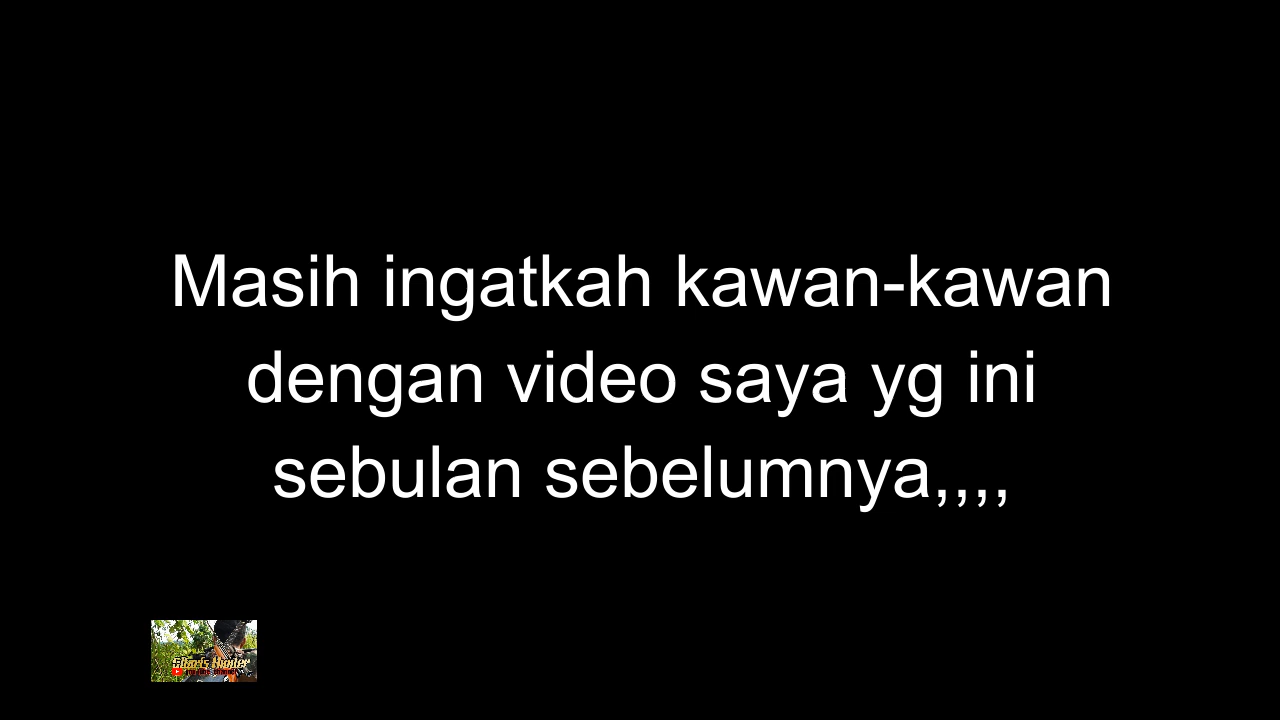 Masih ingatkah kawan-kawan
dengan video saya yg ini
sebulan sebelumnya,,,,